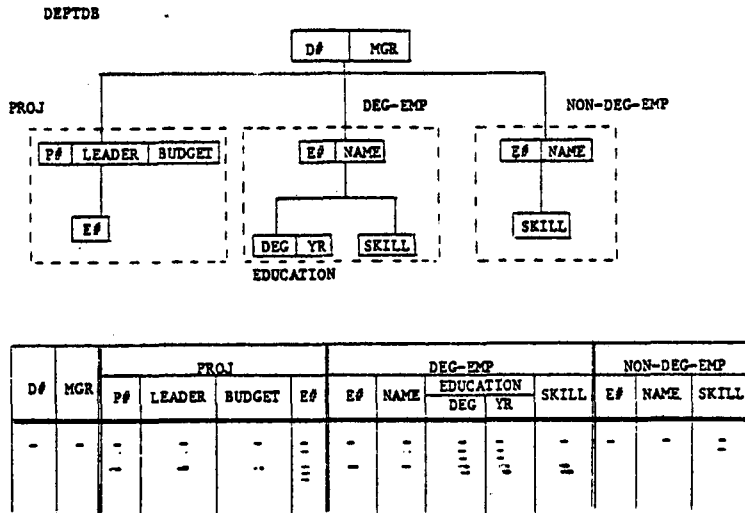 DEPTDB
D# MGR
PROJ DEG-EMP NON-DEG-EMP
P# LEADER BUDGET E# NAME E# NAME
E# DEG YR SKILL SKILL
EDUCATION
PROJ DEG-EMP NON-DEG-EMP
D# MGR P# LEADER BUDGET E# E# NAME EDUCATION SKILL E# NAME SKILL
DEG YR